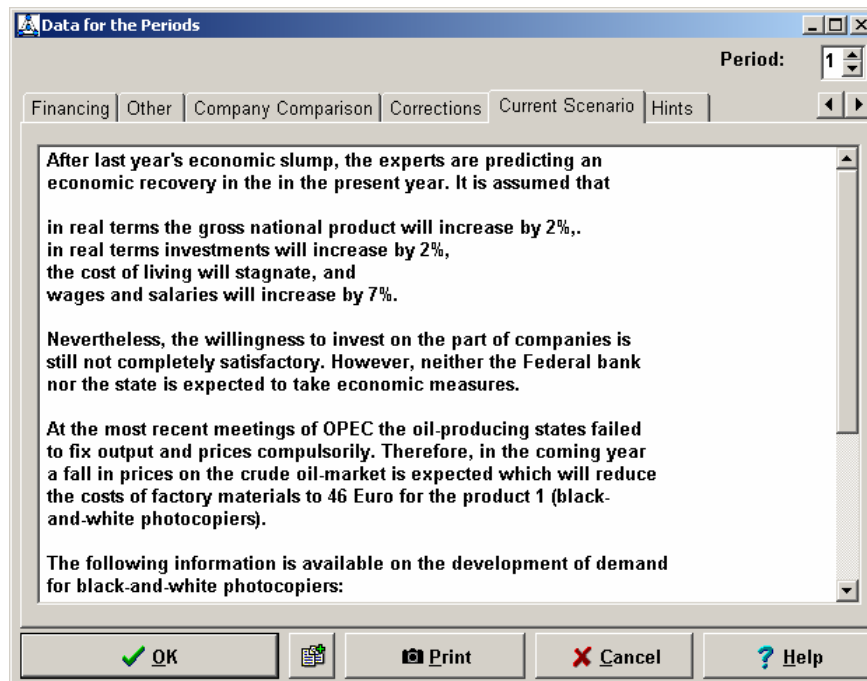 Data for the Periods
Period: 1
Financing Other Company Comparison Corrections Current Scenario Hints
After last year's economic slump, the experts are predicting an
economic recovery in the in the present year. It is assumed that
in real terms the gross national product will increase by 2%,.
in real terms investments will increase by 2%,
the cost of living will stagnate, and
wages and salaries will increase by 7%.
Nevertheless, the willingness to invest on the part of companies is
still not completely satisfactory. However, neither the Federal bank
nor the state is expected to take economic measures.
At the most recent meetings of OPEC the oil-producing states failed
to fix output and prices compulsorily. Therefore, in the coming year
a fall in prices on the crude oil-market is expected which will reduce
the costs of factory materials to 46 Euro for the product 1 (black-
and-white photocopiers).
The following information is available on the development of demand
for black-and-white photocopiers:
OK Print Cancel Help